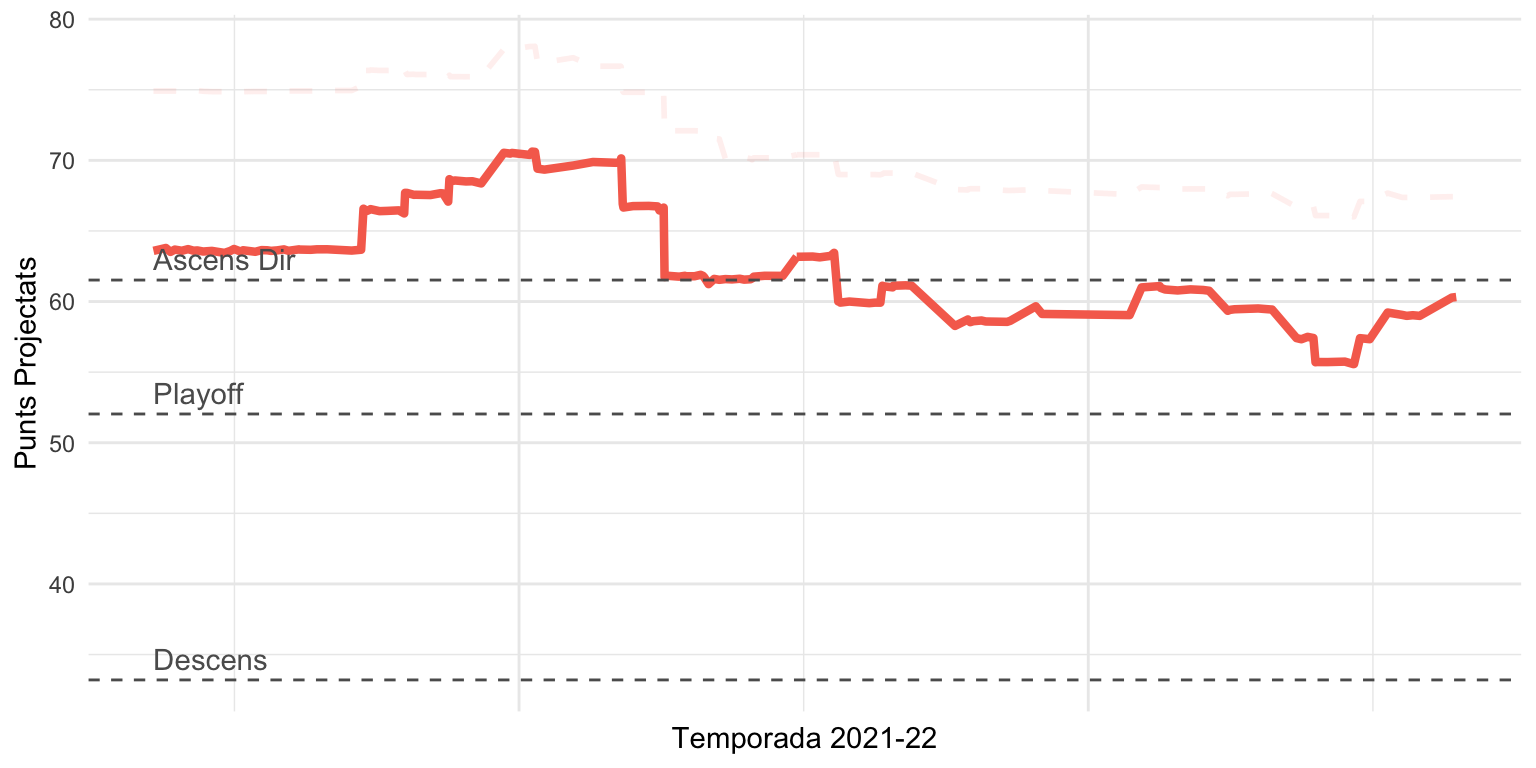 80
70
Ascens Dir
60
Playoff
50
40
Descens
Punts Projectats
Temporada 2021-22